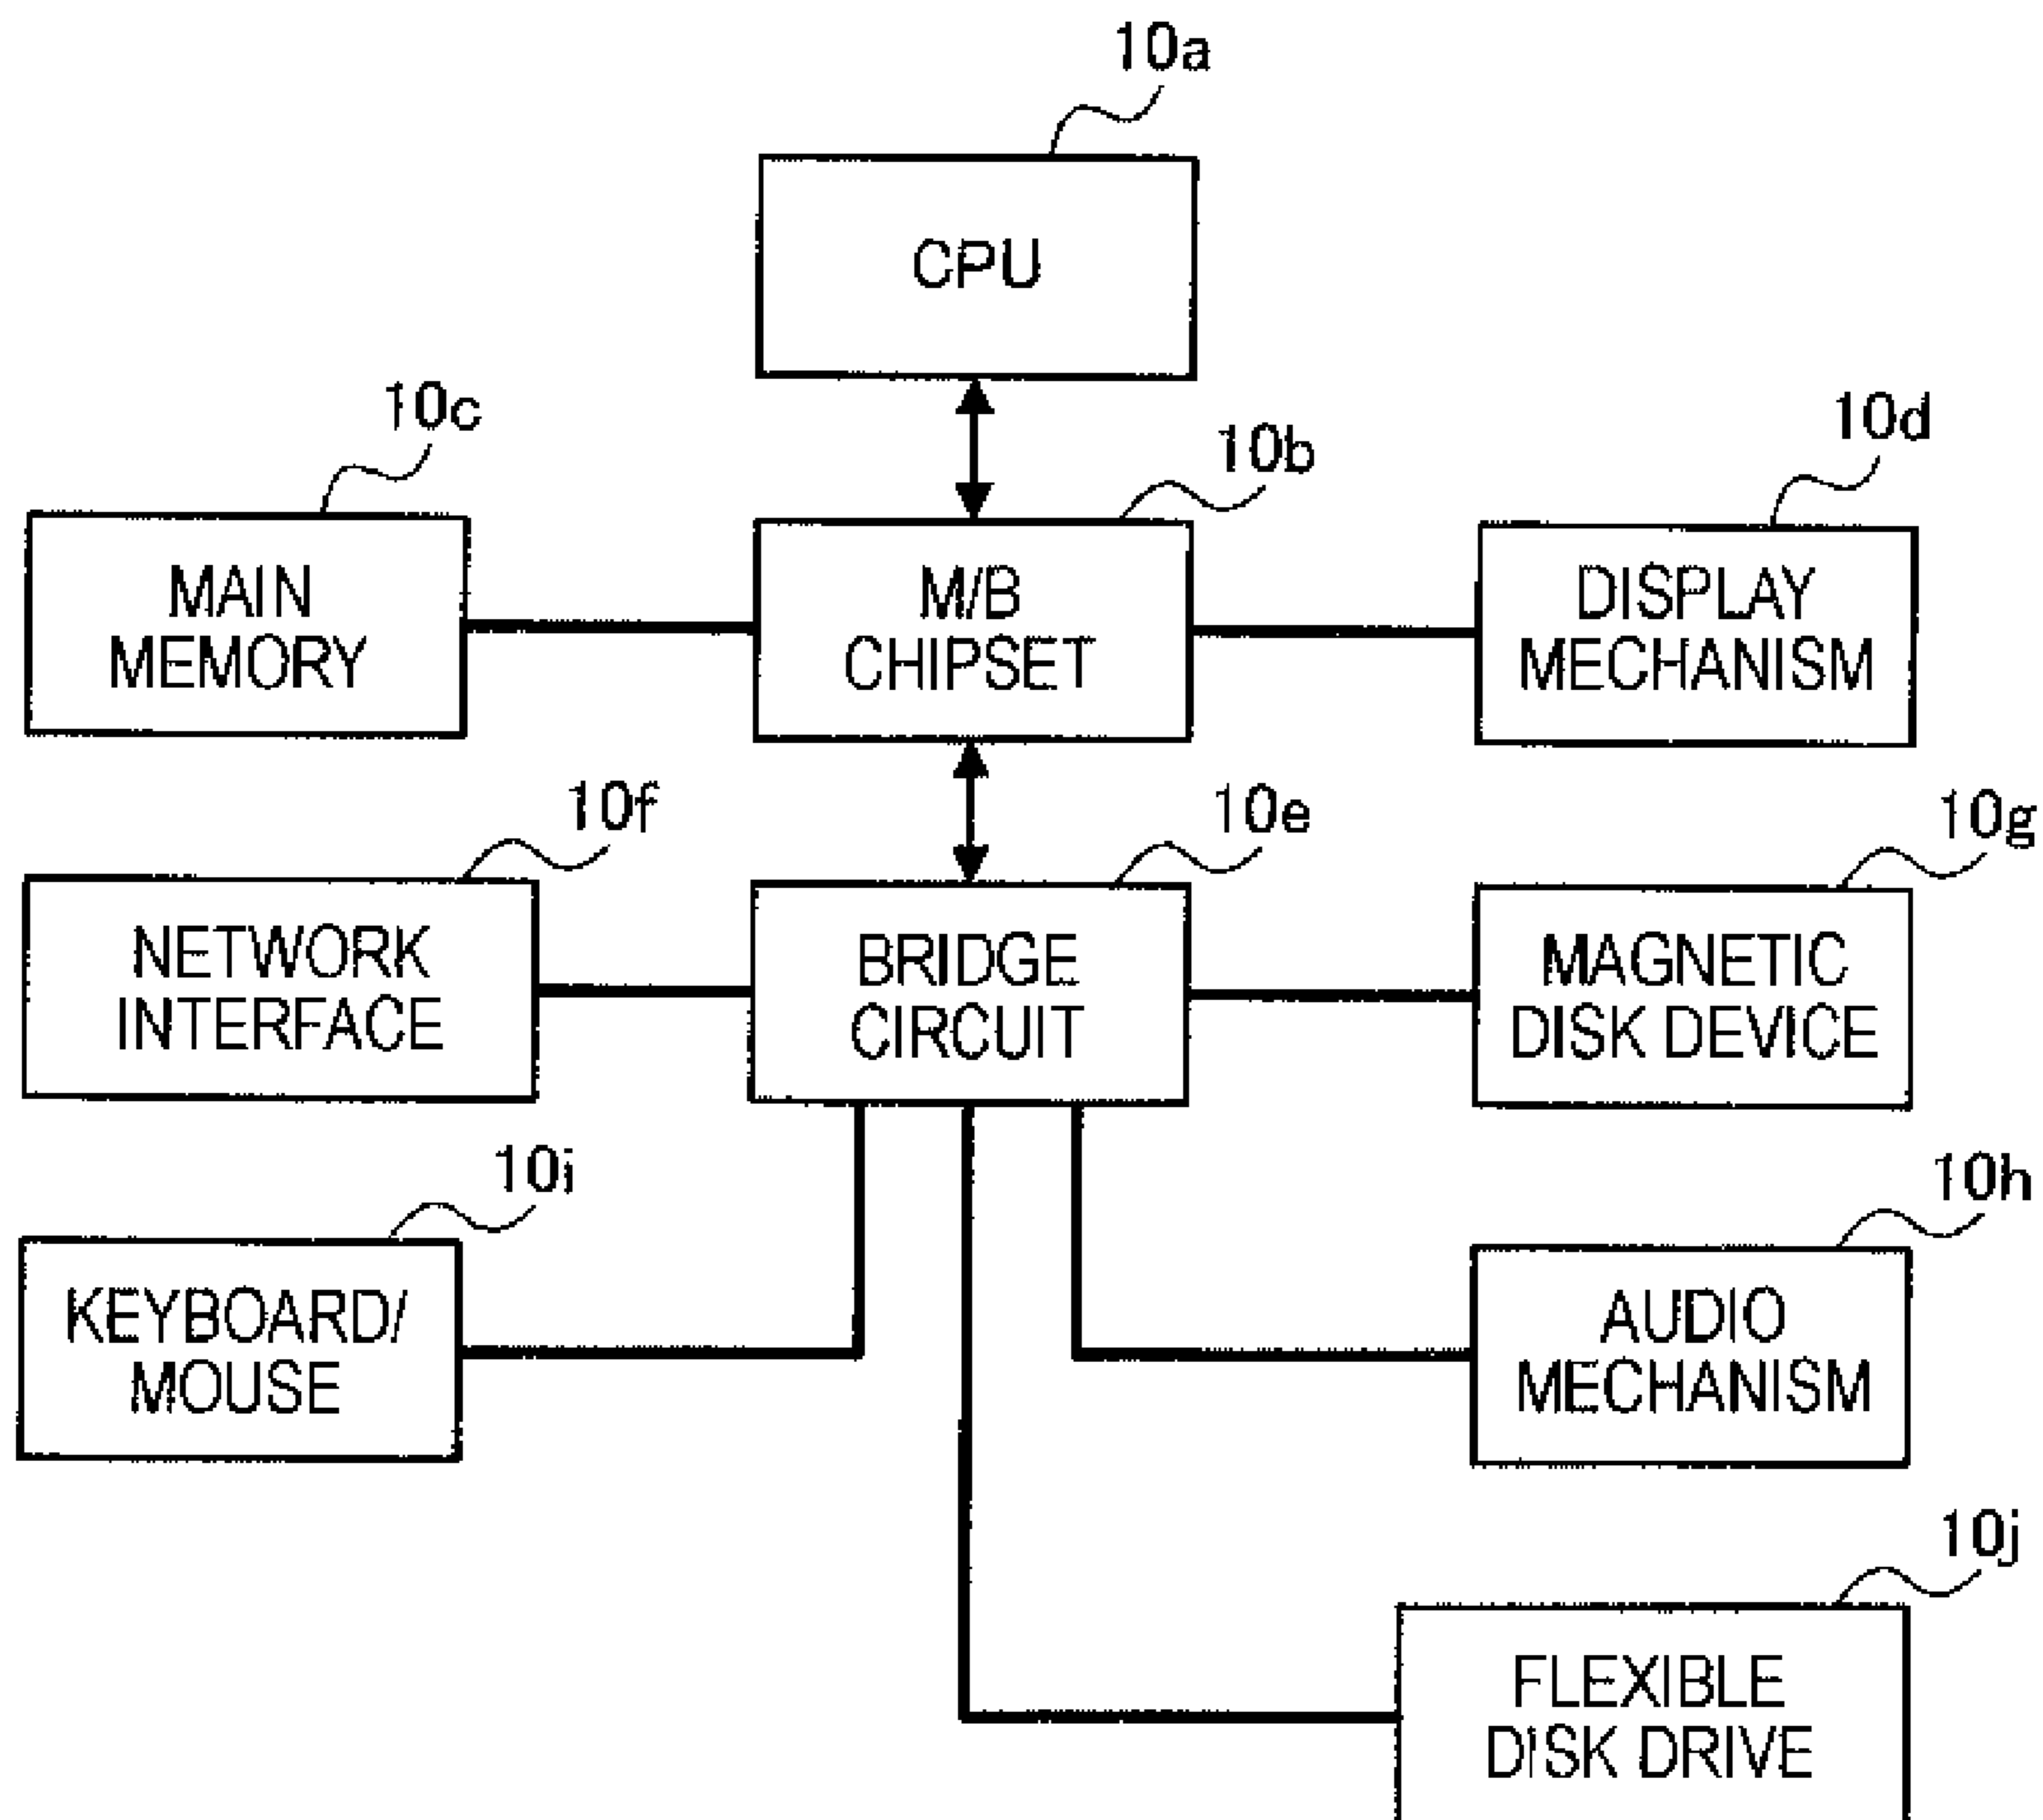 10a
CPU
10c
10b
10d
MAIN
MEMORY
M/B
CHIPSET
DISPLAY
MECHANISM
10f
10e
10g
NETWORK
INTERFACE
BRIDGE
CIRCUIT
MAGNETIC
DISK DEVICE
10i
10h
KEYBOARD/
MOUSE
AUDIO
MECHANISM
10j
FLEXIBLE
DISK DRIVE